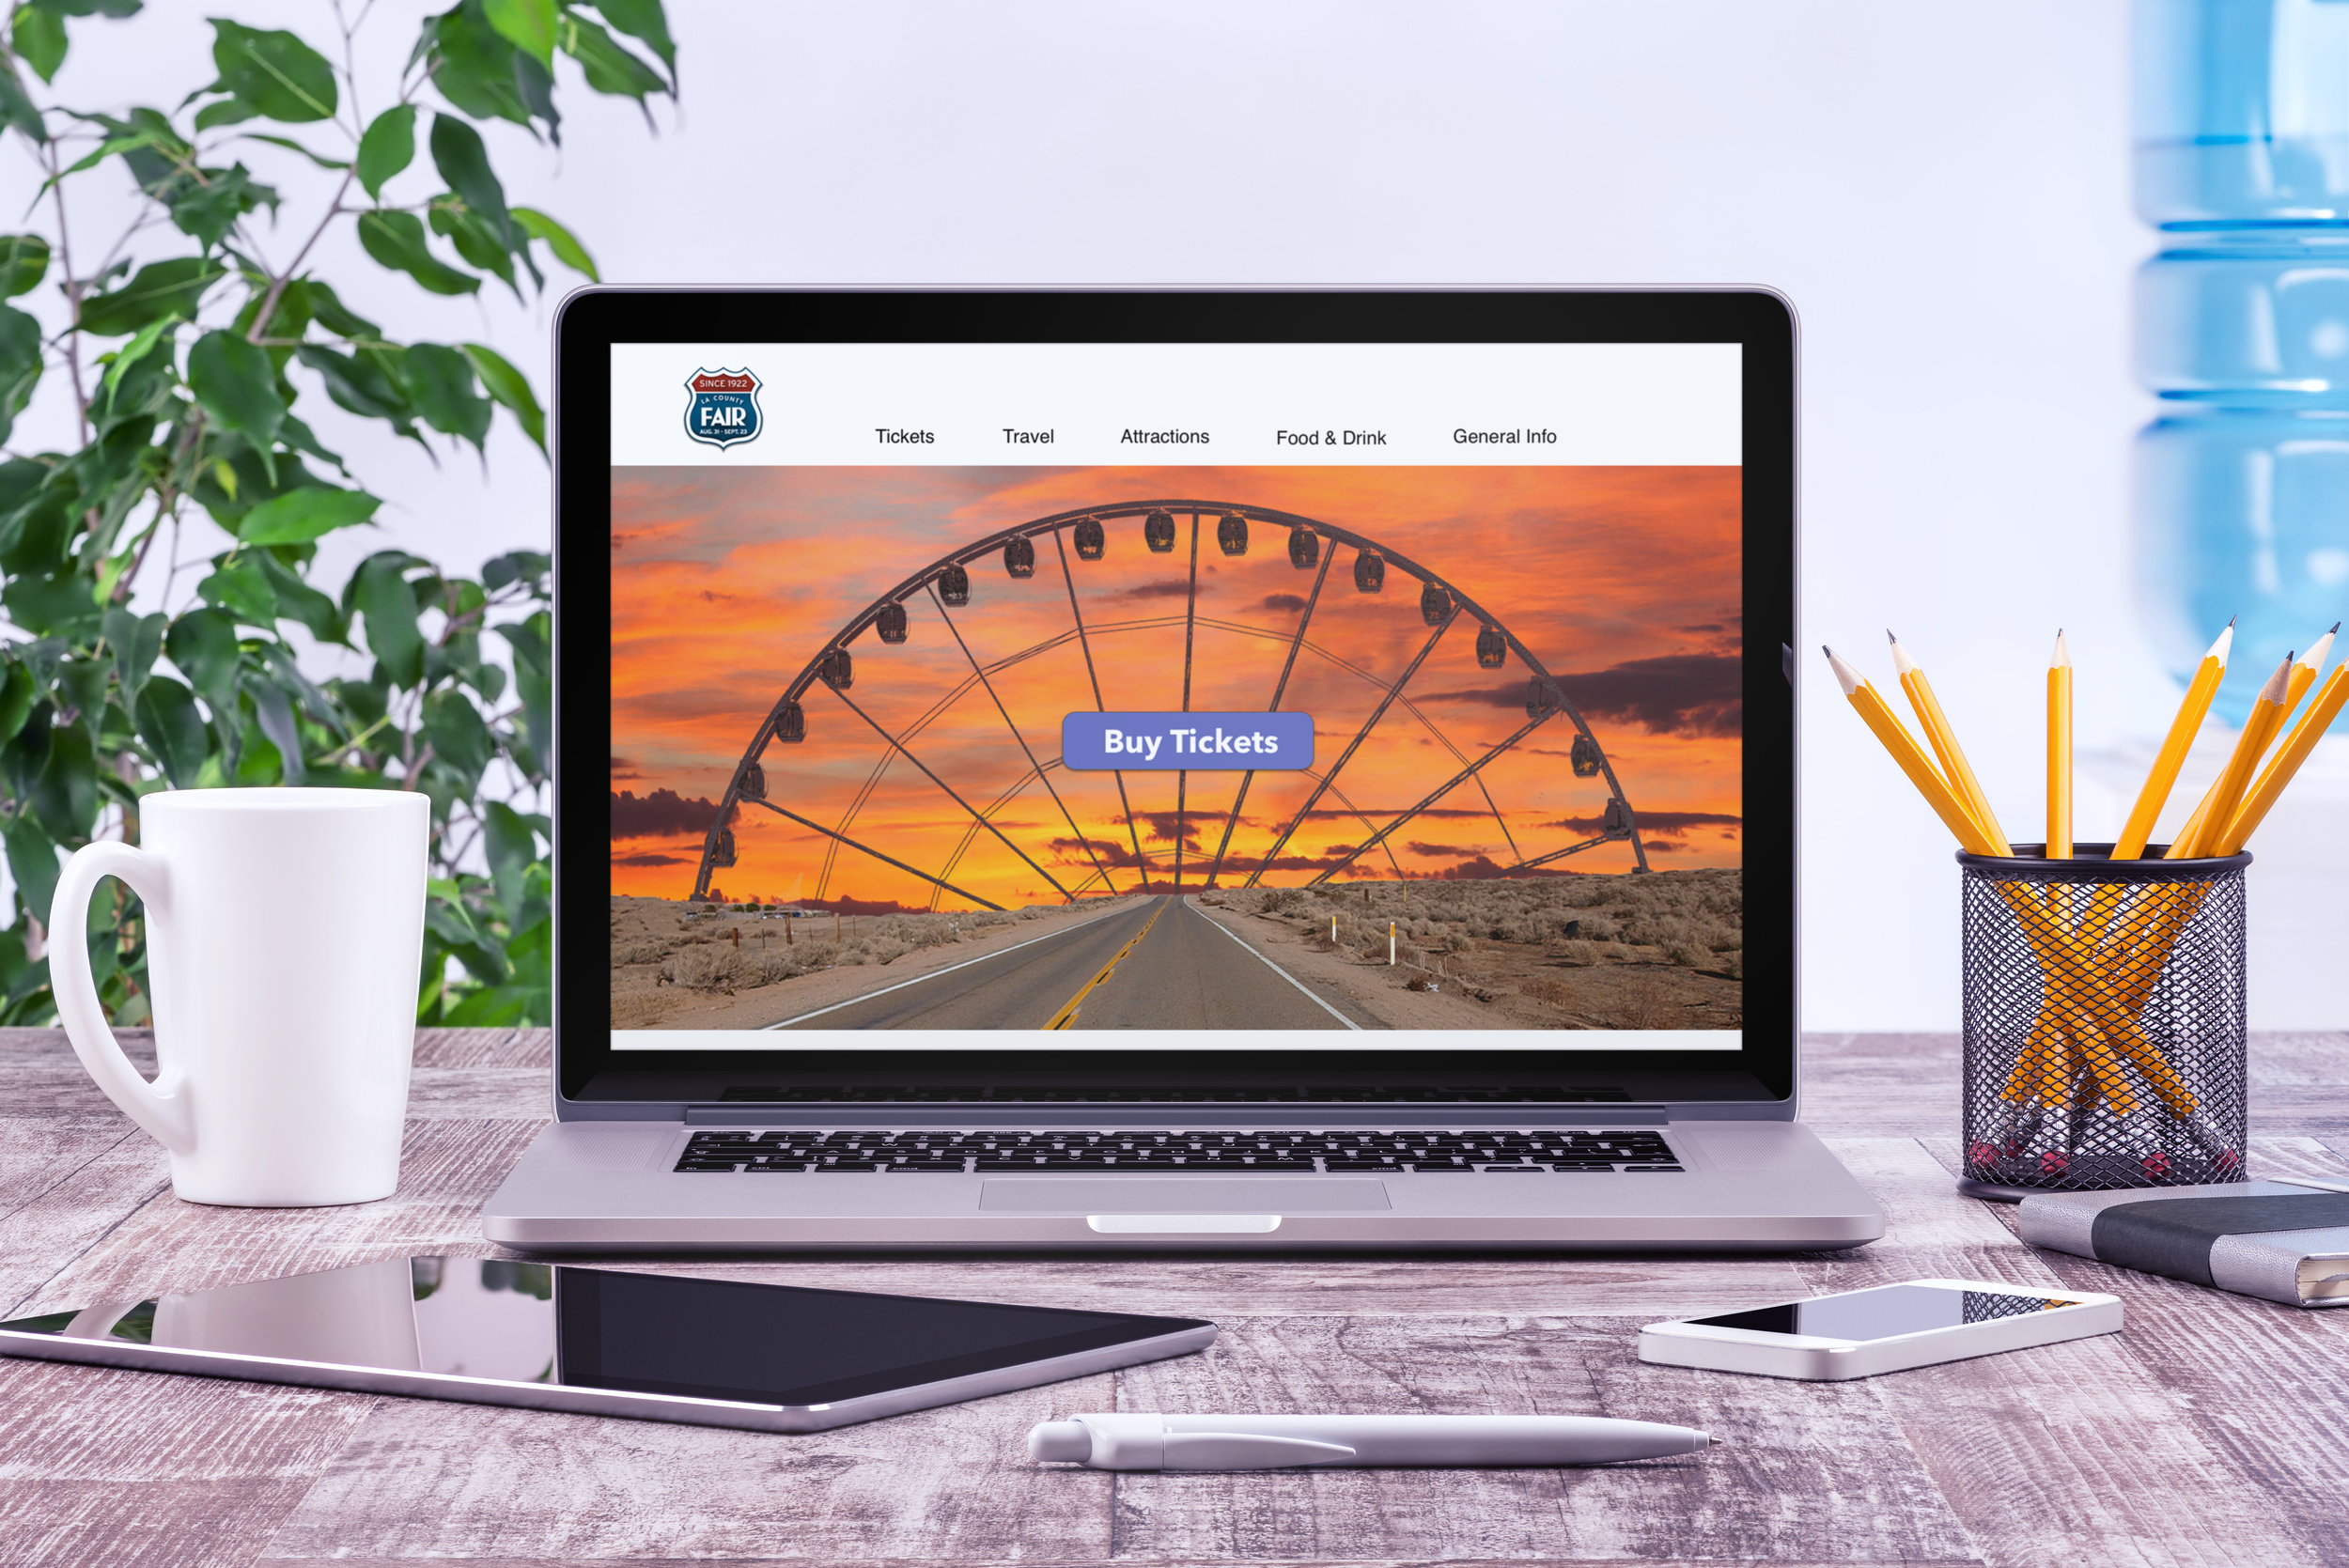 SINCE 1922
LA COUNTY
FAIR
AUG. 31 - SEPT. 23
Tickets
Travel
Attractions
Food & Drink
General Info
Buy Tickets